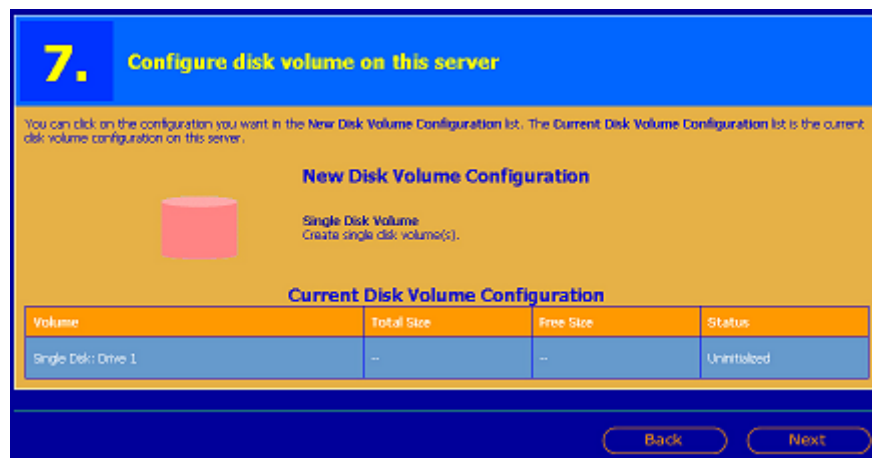 7.
Configure disk volume on this server
You can click on the configuration you want in the New Disk Volume Configuration list. The Current Disk Volume Configuration list is the current
disk volume configuration on this server.
New Disk Volume Configuration
Single Disk Volume
Create single disk volume(s).
Current Disk Volume Configuration
Volume Total Size Free Size Status
Single Disk: Drive 1 -- -- Uninitialized
Back Next